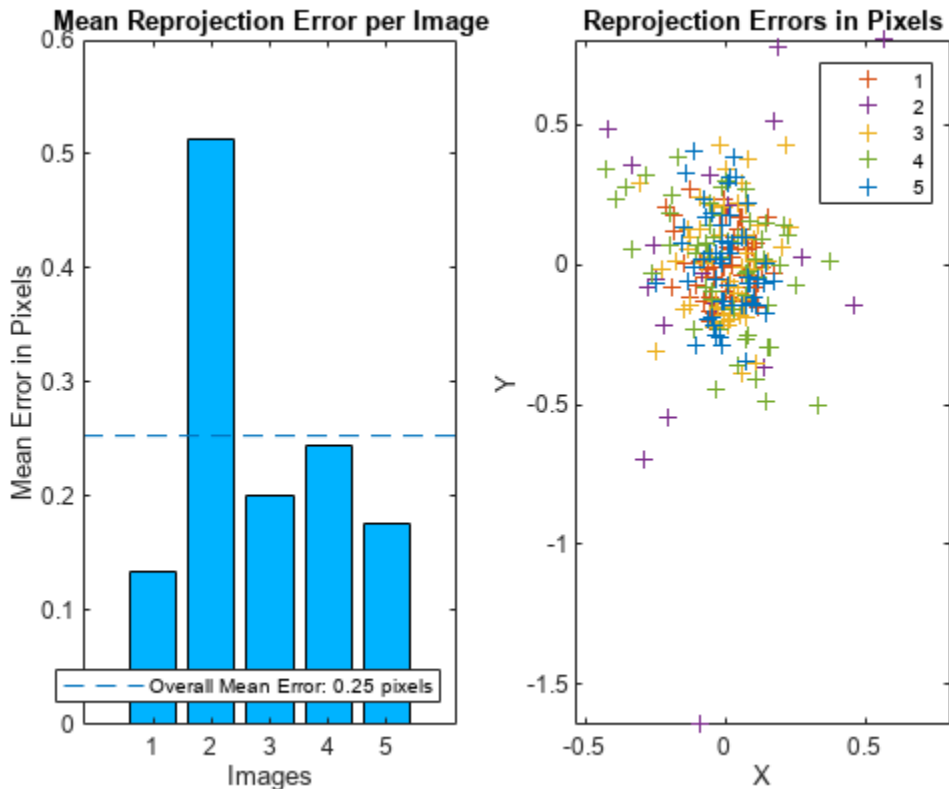 Mean Reprojection Error per Image
0.6
0.5
0.4
0.3
0.2
0.1
0
Mean Error in Pixels
Overall Mean Error: 0.25 pixels
1 2 3 4 5
Images
Reprojection Errors in Pixels
1
2
3
4
5
0.5
0
-0.5
-1
-1.5
Y
-0.5 0 0.5
X